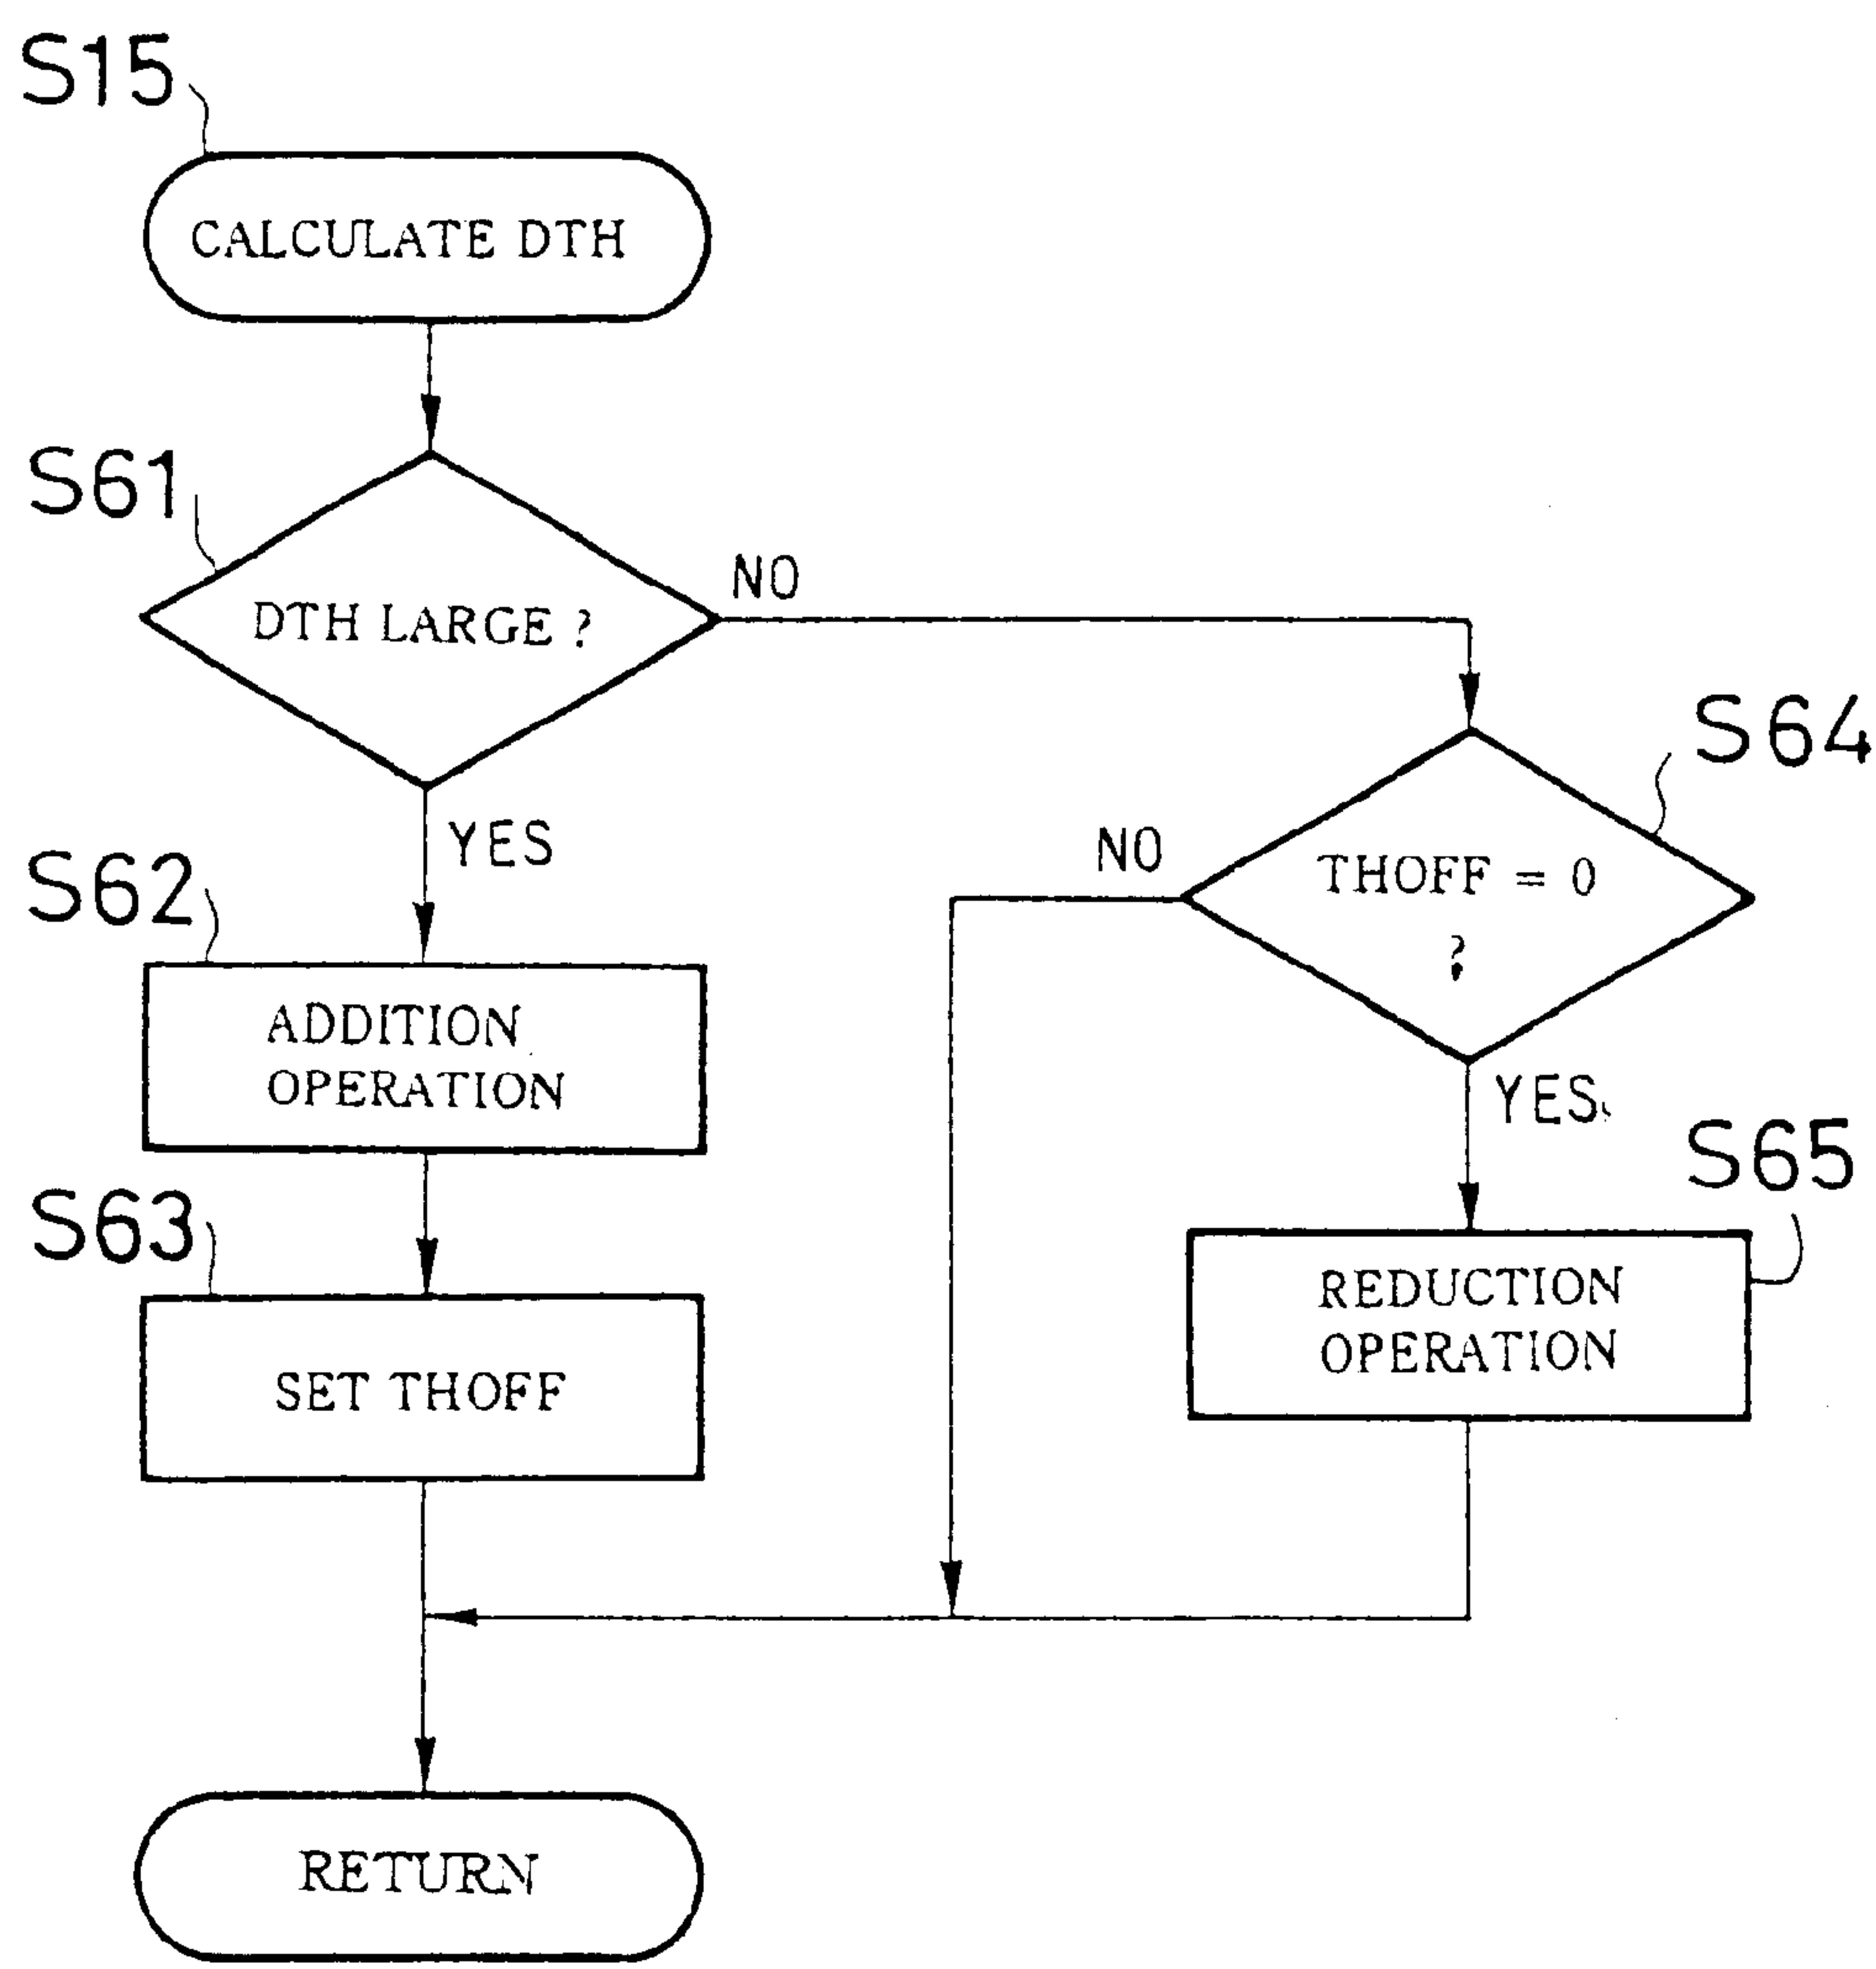 S15
CALCULATE DTH
S61
DTH LARGE ?
NO
YES
S64
NO
THOFF = 0
?
YES
S62
ADDITION
OPERATION
S65
REDUCTION
OPERATION
S63
SET THOFF
RETURN